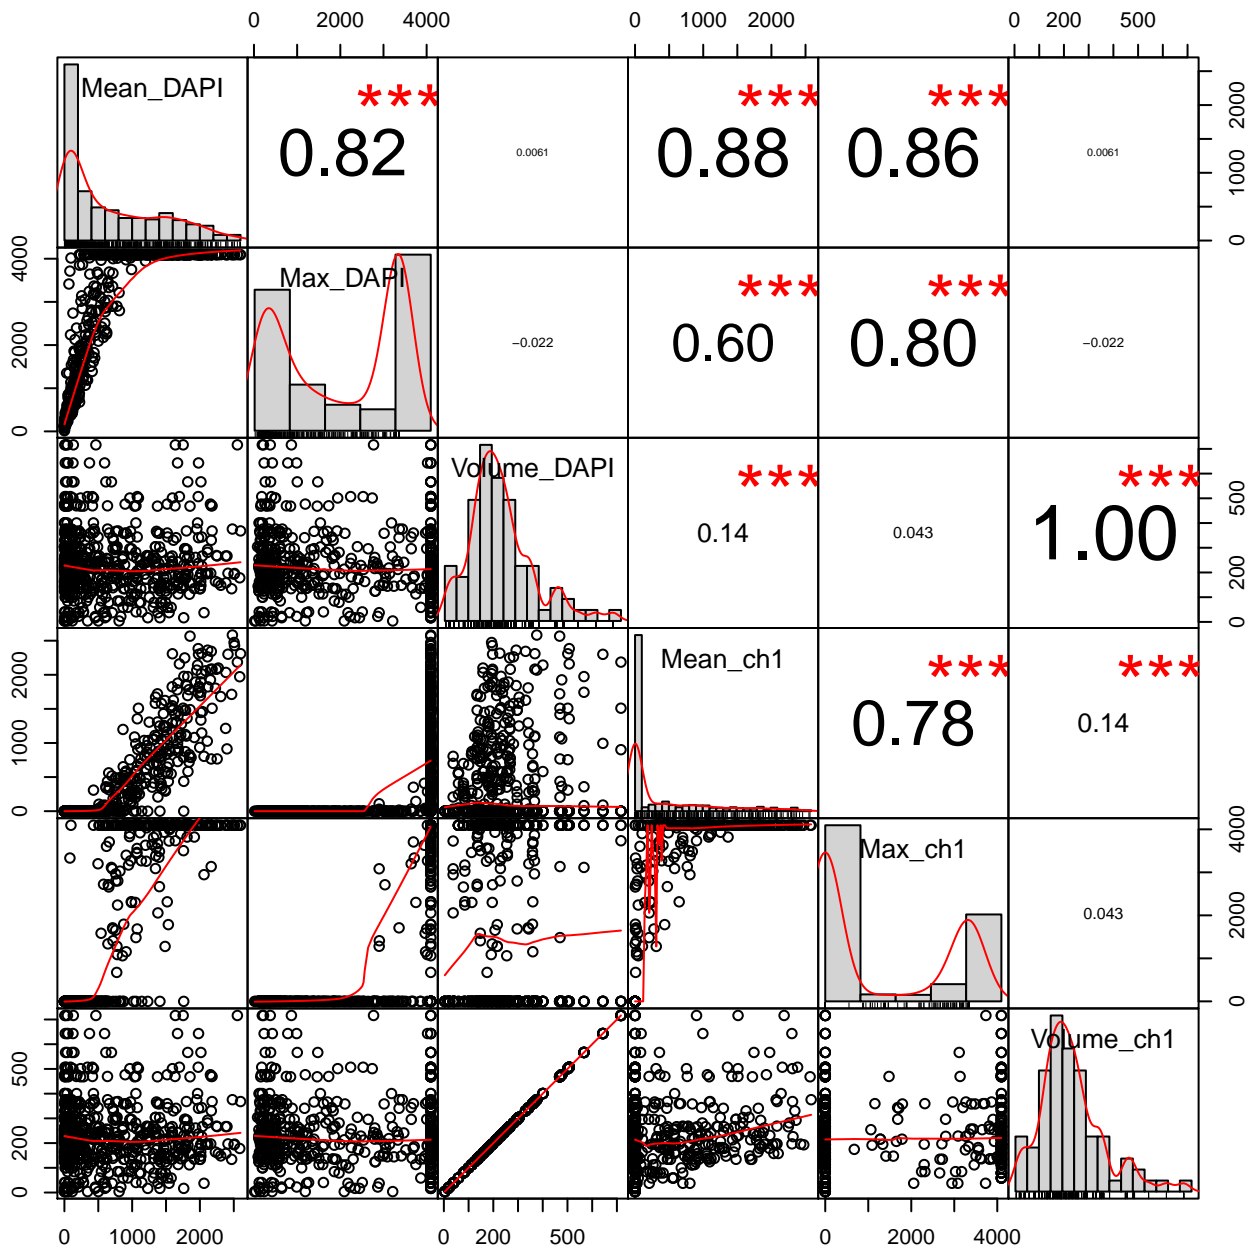 0 2000 4000 0 1000 2000 0 200 500
Mean_DAPI *** 0.82 0.0061 *** 0.88 *** 0.86 0.0061 0 1000 2000
0 2000 4000 Max_DAPI −0.022 *** 0.60 *** 0.80 −0.022
Volume_DAPI *** 0.14 0.043 *** 1.00 0 200 500
0 1000 2000 Mean_ch1 *** 0.78 *** 0.14
Max_ch1 0.043 0 2000 4000
0 200 500 Volume_ch1
0 1000 2000 0 200 500 0 2000 4000